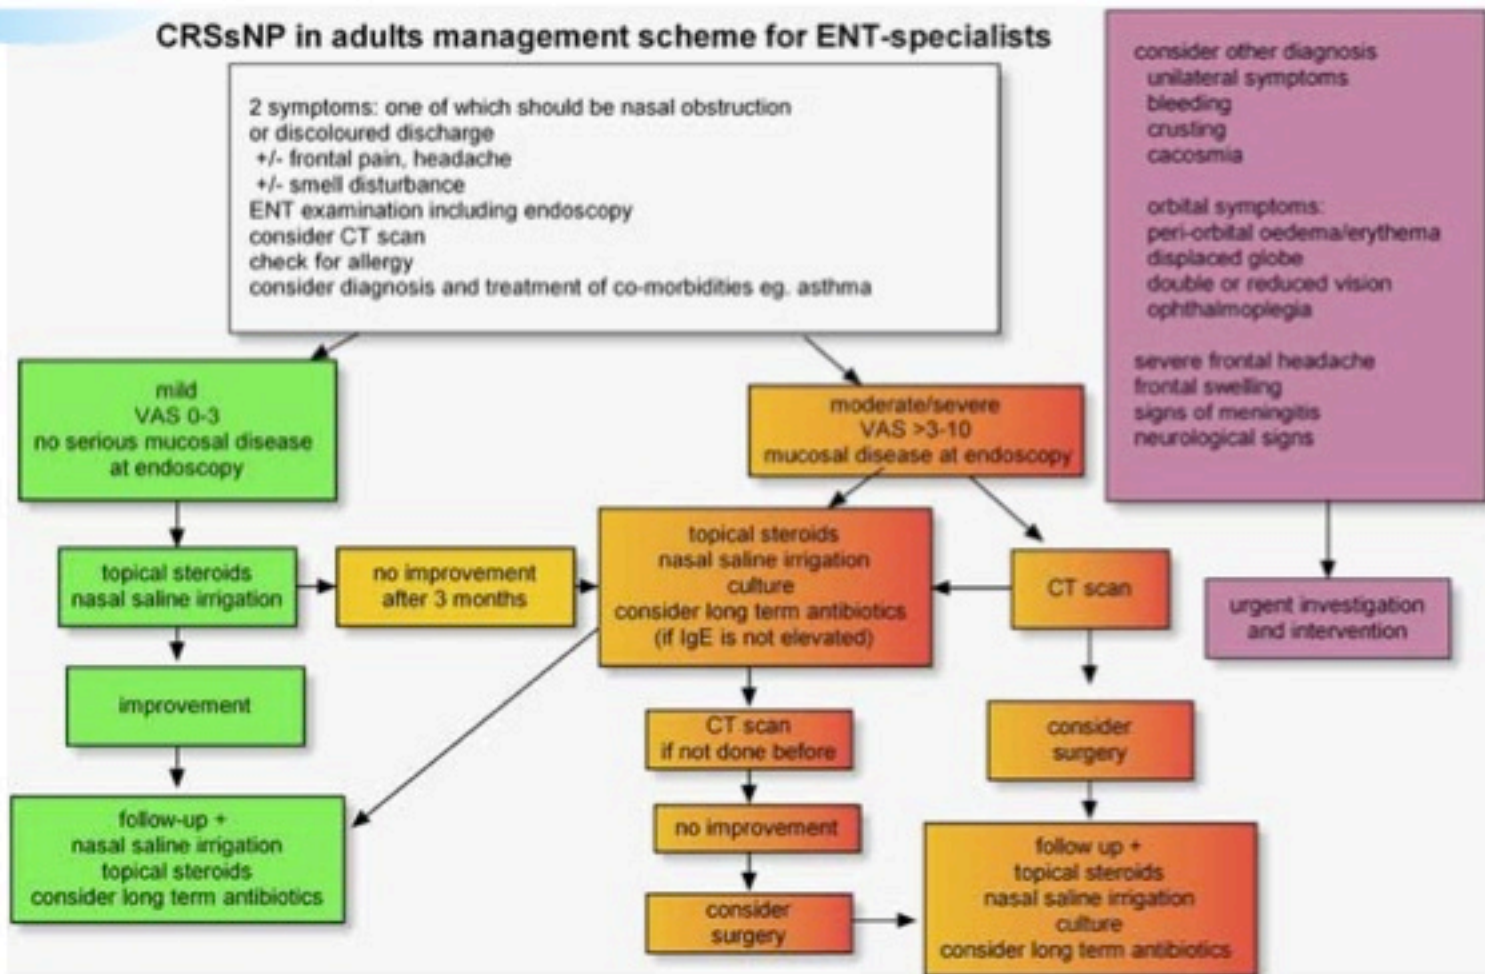 CRSsNP in adults management scheme for ENT-specialists
2 symptoms: one of which should be nasal obstruction
or discoloured discharge
+/- frontal pain, headache
+/- smell disturbance
ENT examination including endoscopy
consider CT scan
check for allergy
consider diagnosis and treatment of co-morbidities eg. asthma
consider other diagnosis
unilateral symptoms
bleeding
crusting
cacosmia
orbital symptoms:
peri-orbital oedema/erythema
displaced globe
double or reduced vision
ophthalmoplegia
severe frontal headache
frontal swelling
signs of meningitis
neurological signs
mild
VAS 0-3
no serious mucosal disease
at endoscopy
moderate/severe
VAS >3-10
mucosal disease at endoscopy
topical steroids
nasal saline irrigation
no improvement
after 3 months
topical steroids
nasal saline irrigation
culture
consider long term antibiotics
(if IgE is not elevated)
CT scan
urgent investigation
and intervention
improvement
CT scan
if not done before
consider
surgery
follow-up +
nasal saline irrigation
topical steroids
consider long term antibiotics
no improvement
consider
surgery
follow up +
topical steroids
nasal saline irrigation
culture
consider long term antibiotics